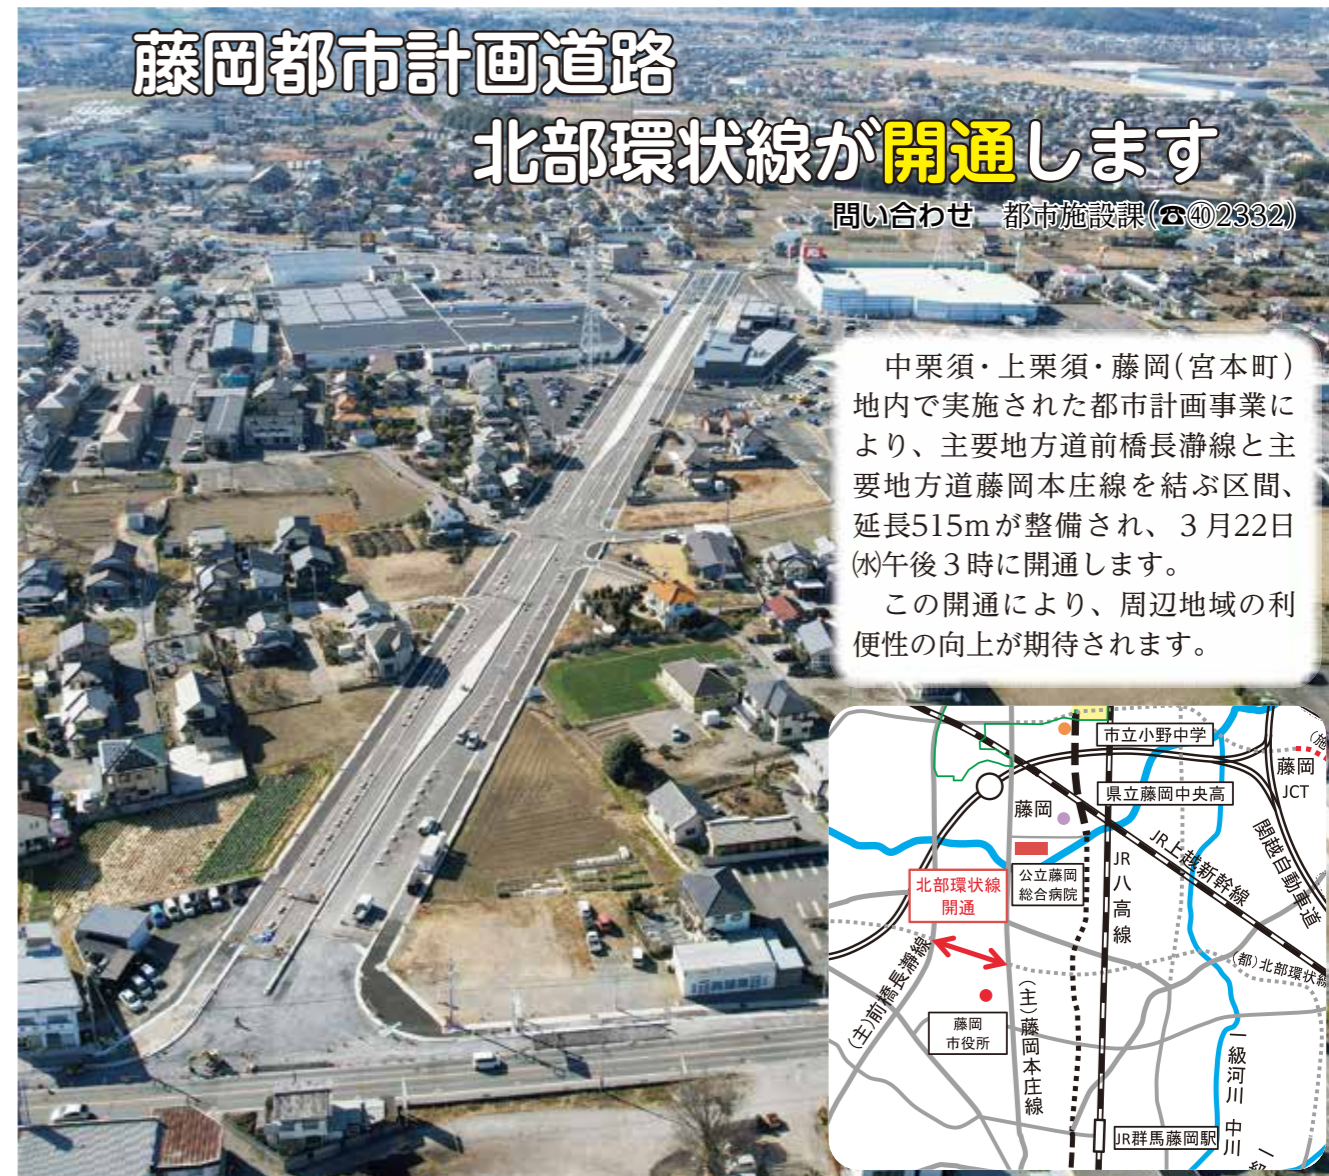 藤岡都市計画道路
北部環状線が開通します
問い合わせ　都市施設課(☎㊵2332)
　中栗須・上栗須・藤岡(宮本町)
地内で実施された都市計画事業に
より、主要地方道前橋長瀞線と主
要地方道藤岡本庄線を結ぶ区間、
延長515mが整備され、３月22日
㈬午後３時に開通します。
　この開通により、周辺地域の利
便性の向上が期待されます。
市立小野中学
(施
藤岡
JCT
県立藤岡中央高
藤岡
関越自動車道
JR上越新幹線
JR八高線
公立藤岡
総合病院
北部環状線
開通
(主)前橋長瀞線
(都)北部環状線
(主)藤岡本庄線
藤岡
市役所
一級河川 中川
JR群馬藤岡駅
一級